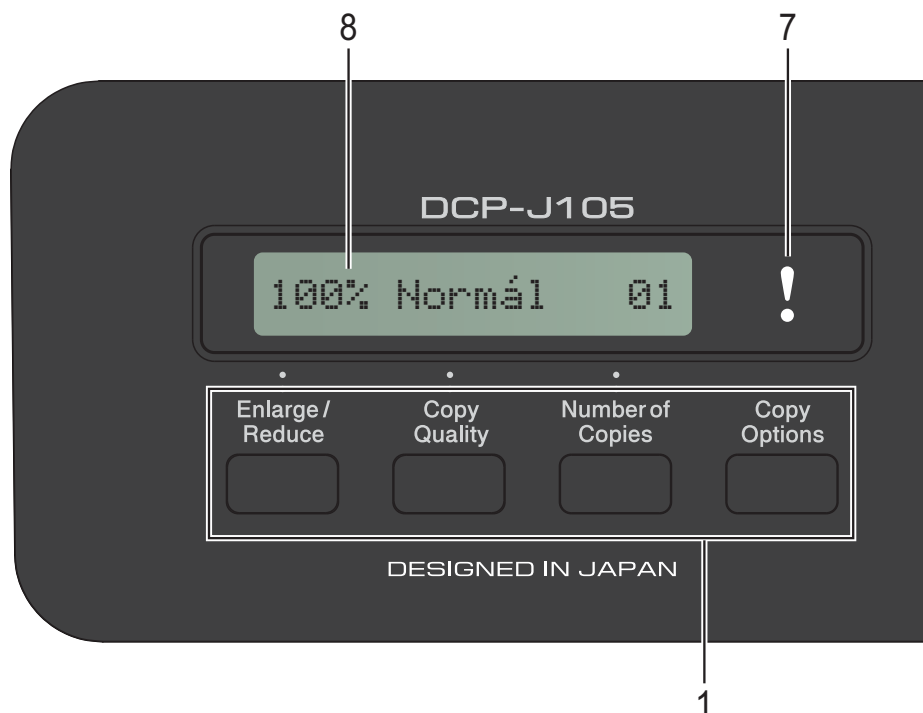 8 7
DCP-J105
100% Normál 01
!
Enlarge/ Copy Number of Copy
Reduce Quality Copies Options
DESIGNED IN JAPAN
1